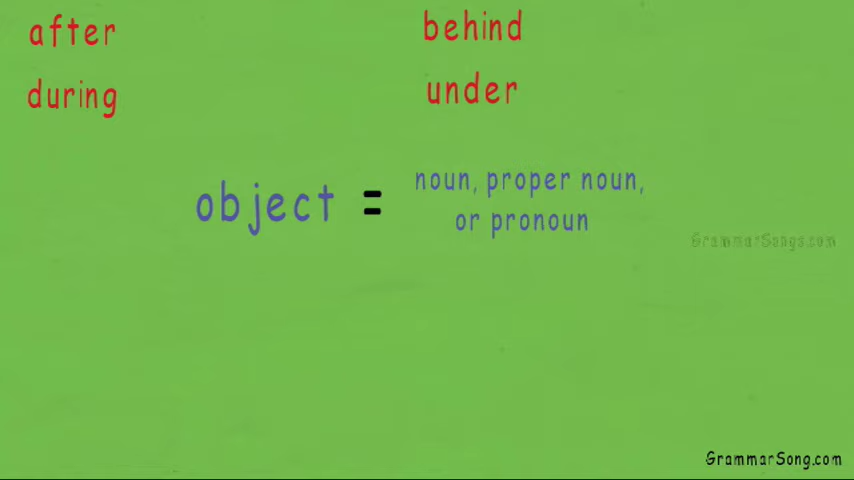 after behind
during under
object = noun, proper noun,
or pronoun
GrammarSongs.com
GrammarSong.com